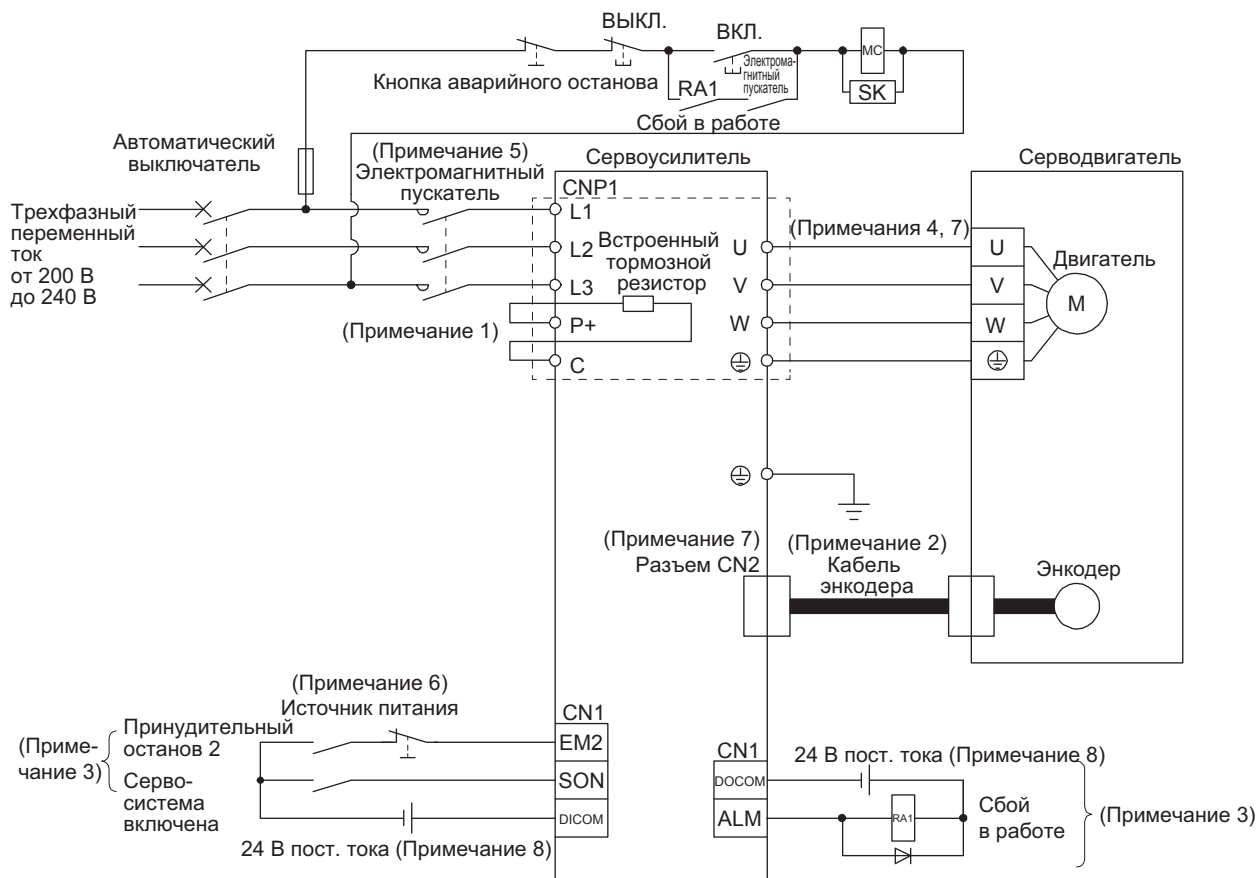 ВЫКЛ.
ВКЛ.
MC
Кнопка аварийного останова
Электрома-
гнитный
пускатель
RA1
SK
Сбой в работе
Автоматический
выключатель
(Примечание 5)
Электромагнитный
пускатель
Сервоусилитель
Серводвигатель
CNP1
Трехфазный
переменный
ток
от 200 В
до 240 В
L1
L2
L3
P+
C
Встроенный
тормозной
резистор
(Примечание 1)
U
V
W
(Примечания 4, 7)
U
V
W
Двигатель
M
(Примечание 7)
Разъем CN2
(Примечание 2)
Кабель
энкодера
Энкодер
(Примечание 6)
Источник питания
(Приме-
чание 3)
Принудительный
останов 2
Серво-
система
включена
CN1
EM2
SON
DICOM
24 В пост. тока (Примечание 8)
CN1
DOCOM
ALM
24 В пост. тока (Примечание 8)
RA1
Сбой
в работе
(Примечание 3)